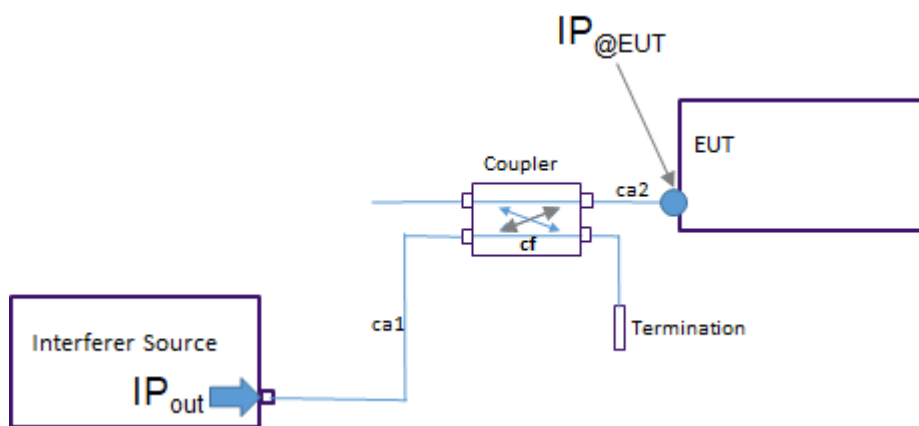 IP@EUT
EUT
Coupler
ca2
cf
ca1
Termination
Interferer Source
IPout